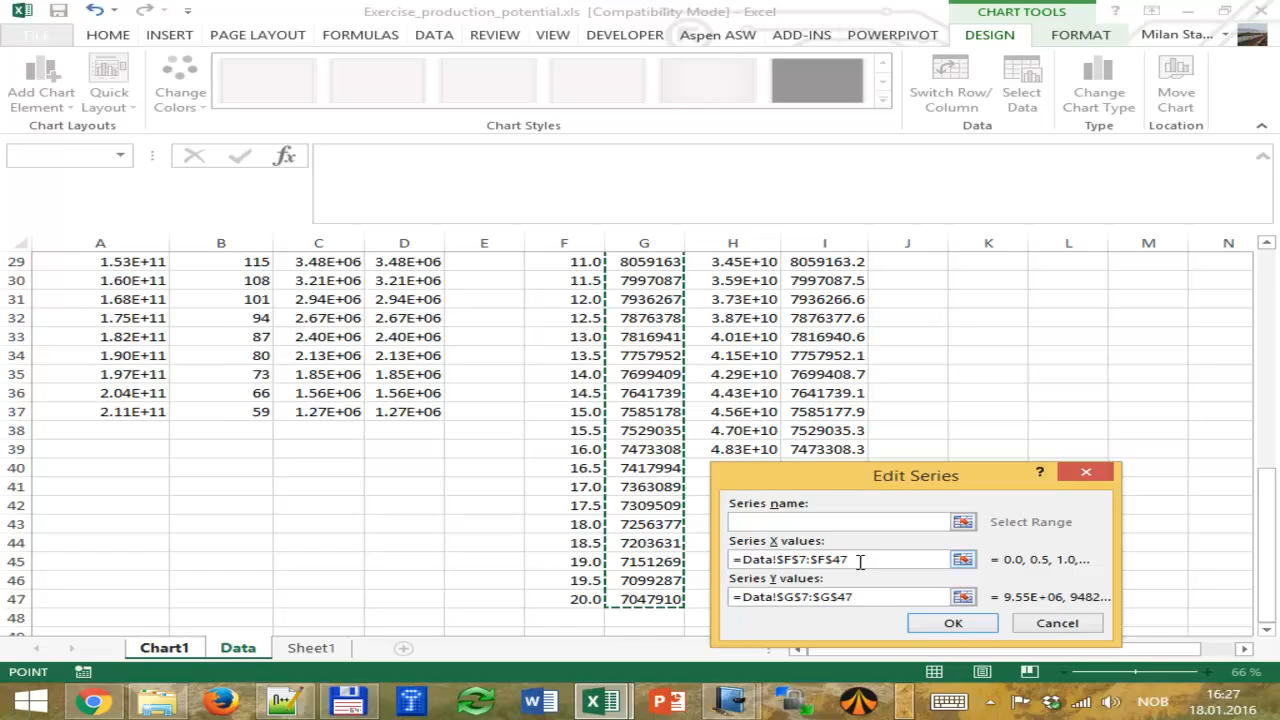 Exercise_production_potential.xls [Compatibility Mode] - Excel
CHART TOOLS
?
FILE
HOME INSERT PAGE LAYOUT FORMULAS DATA REVIEW VIEW DEVELOPER Aspen ASW ADD-INS POWERPIVOT DESIGN FORMAT Milan Sta...
Add Chart Element
Quick Layout
Change Colors
Switch Row/ Column
Select Data
Change Chart Type
Move Chart
Chart Layouts Chart Styles Data Type Location
fx
A B C D E F G H I J K L M N
29 1.53E+11 115 3.48E+06 3.48E+06 11.0 8059163 3.45E+10 8059163.2
30 1.60E+11 108 3.21E+06 3.21E+06 11.5 7997087 3.59E+10 7997087.5
31 1.68E+11 101 2.94E+06 2.94E+06 12.0 7936267 3.73E+10 7936266.6
32 1.75E+11 94 2.67E+06 2.67E+06 12.5 7876378 3.87E+10 7876377.6
33 1.82E+11 87 2.40E+06 2.40E+06 13.0 7816941 4.01E+10 7816940.6
34 1.90E+11 80 2.13E+06 2.13E+06 13.5 7757952 4.15E+10 7757952.1
35 1.97E+11 73 1.85E+06 1.85E+06 14.0 7699409 4.29E+10 7699408.7
36 2.04E+11 66 1.56E+06 1.56E+06 14.5 7641739 4.43E+10 7641739.1
37 2.11E+11 59 1.27E+06 1.27E+06 15.0 7585178 4.56E+10 7585177.9
38 15.5 7529035 4.70E+10 7529035.3
39 16.0 7473308 4.83E+10 7473308.3
40 16.5 7417994
41 17.0 7363089
42 17.5 7309509
43 18.0 7256377
44 18.5 7203631
45 19.0 7151269
46 19.5 7099287
47 20.0 7047910
48
Edit Series
?
Series name:
Select Range
Series X values:
=Data!$F$7:$F$47 = 0.0, 0.5, 1.0,...
Series Y values:
=Data!$G$7:$G$47 = 9.55E+06, 9482...
OK Cancel
Chart1 Data Sheet1
POINT
66 %
NOB
16:27
18.01.2016